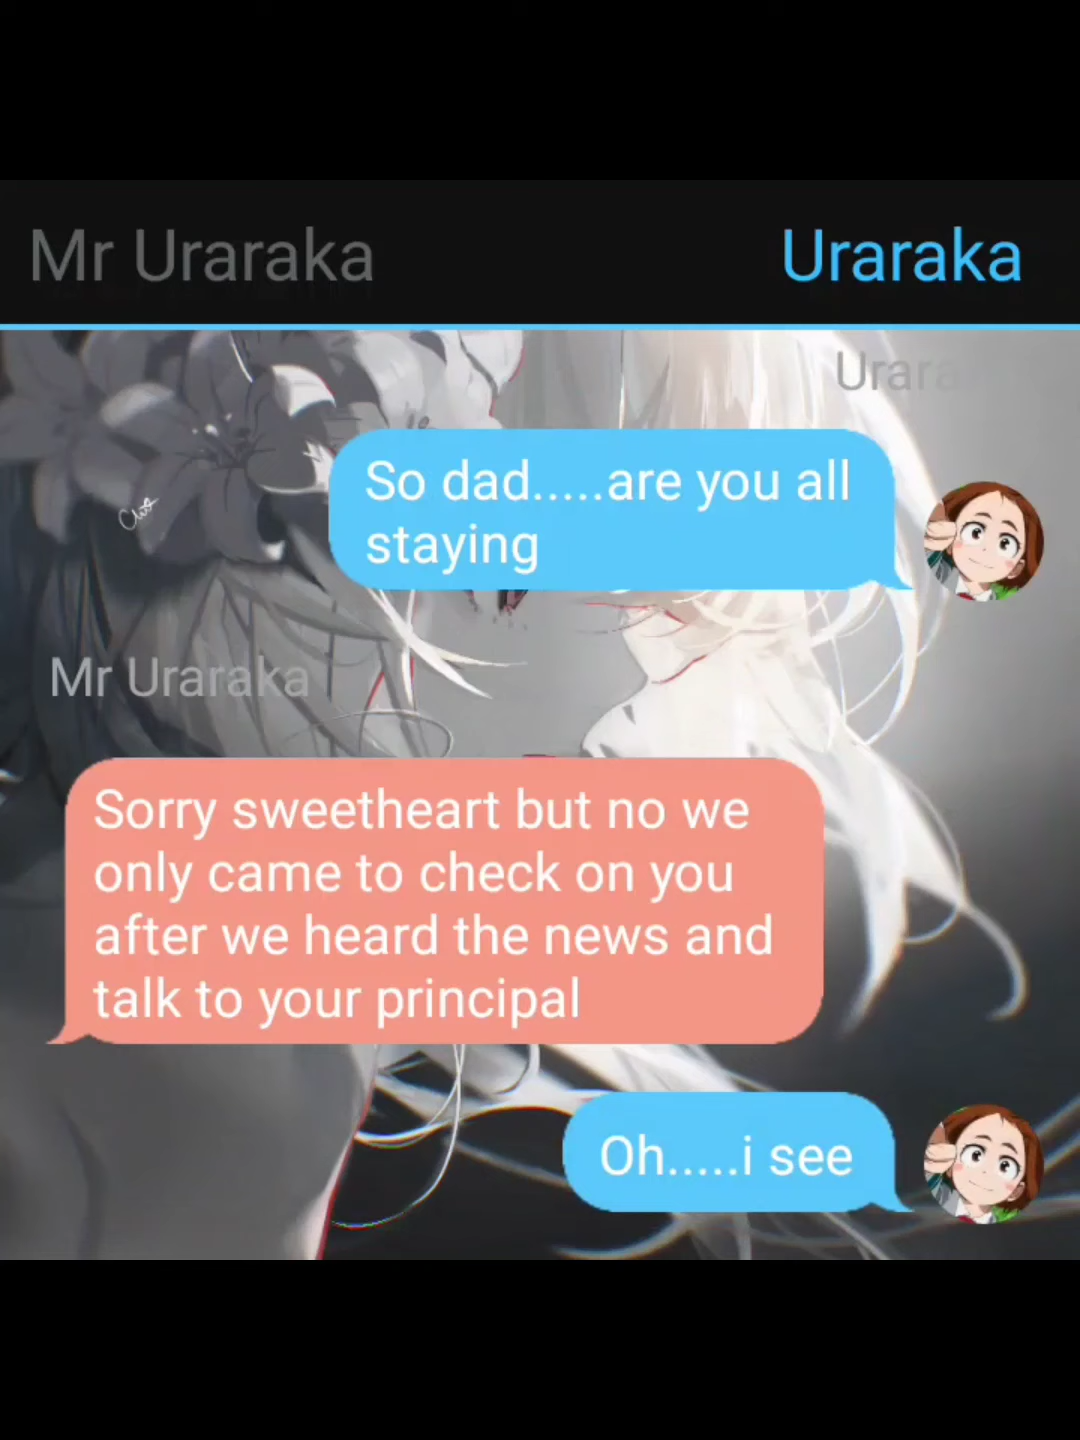 Mr Uraraka Uraraka
So dad.....are you all
staying
Mr Uraraka
Sorry sweetheart but no we
only came to check on you
after we heard the news and
talk to your principal
Oh.....i see